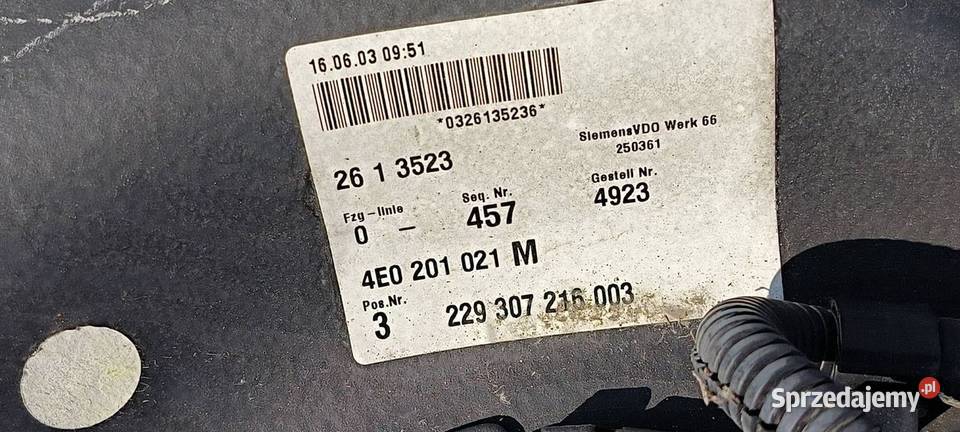 16.06.03 09:51
*0326135236*
SiemensVDO Werk 66
250361
26 1 3523
Fzg-linie
0 -
Seq. Nr.
457
Gestell Nr.
4923
4E0 201 021 M
Pos.Nr.
3
229 307 216 003
Sprzedajemy.pl